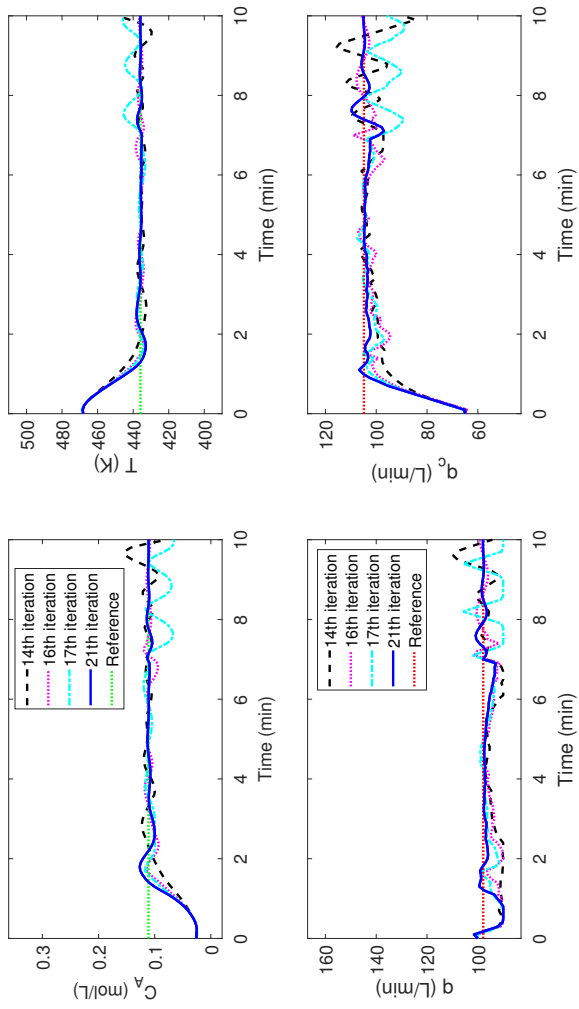 C_A (mol/L)
0.3
0.2
0.1
0
14th iteration
16th iteration
17th iteration
21th iteration
Reference
0 2 4 6 8 10
Time (min)
T (K)
500
480
460
440
420
400
0 2 4 6 8 10
Time (min)
q (L/min)
160
100
14th iteration
16th iteration
17th iteration
21th iteration
Reference
0 2 4 6 8 10
Time (min)
q_c (L/min)
120
100
80
60
0 2 4 6 8 10
Time (min)